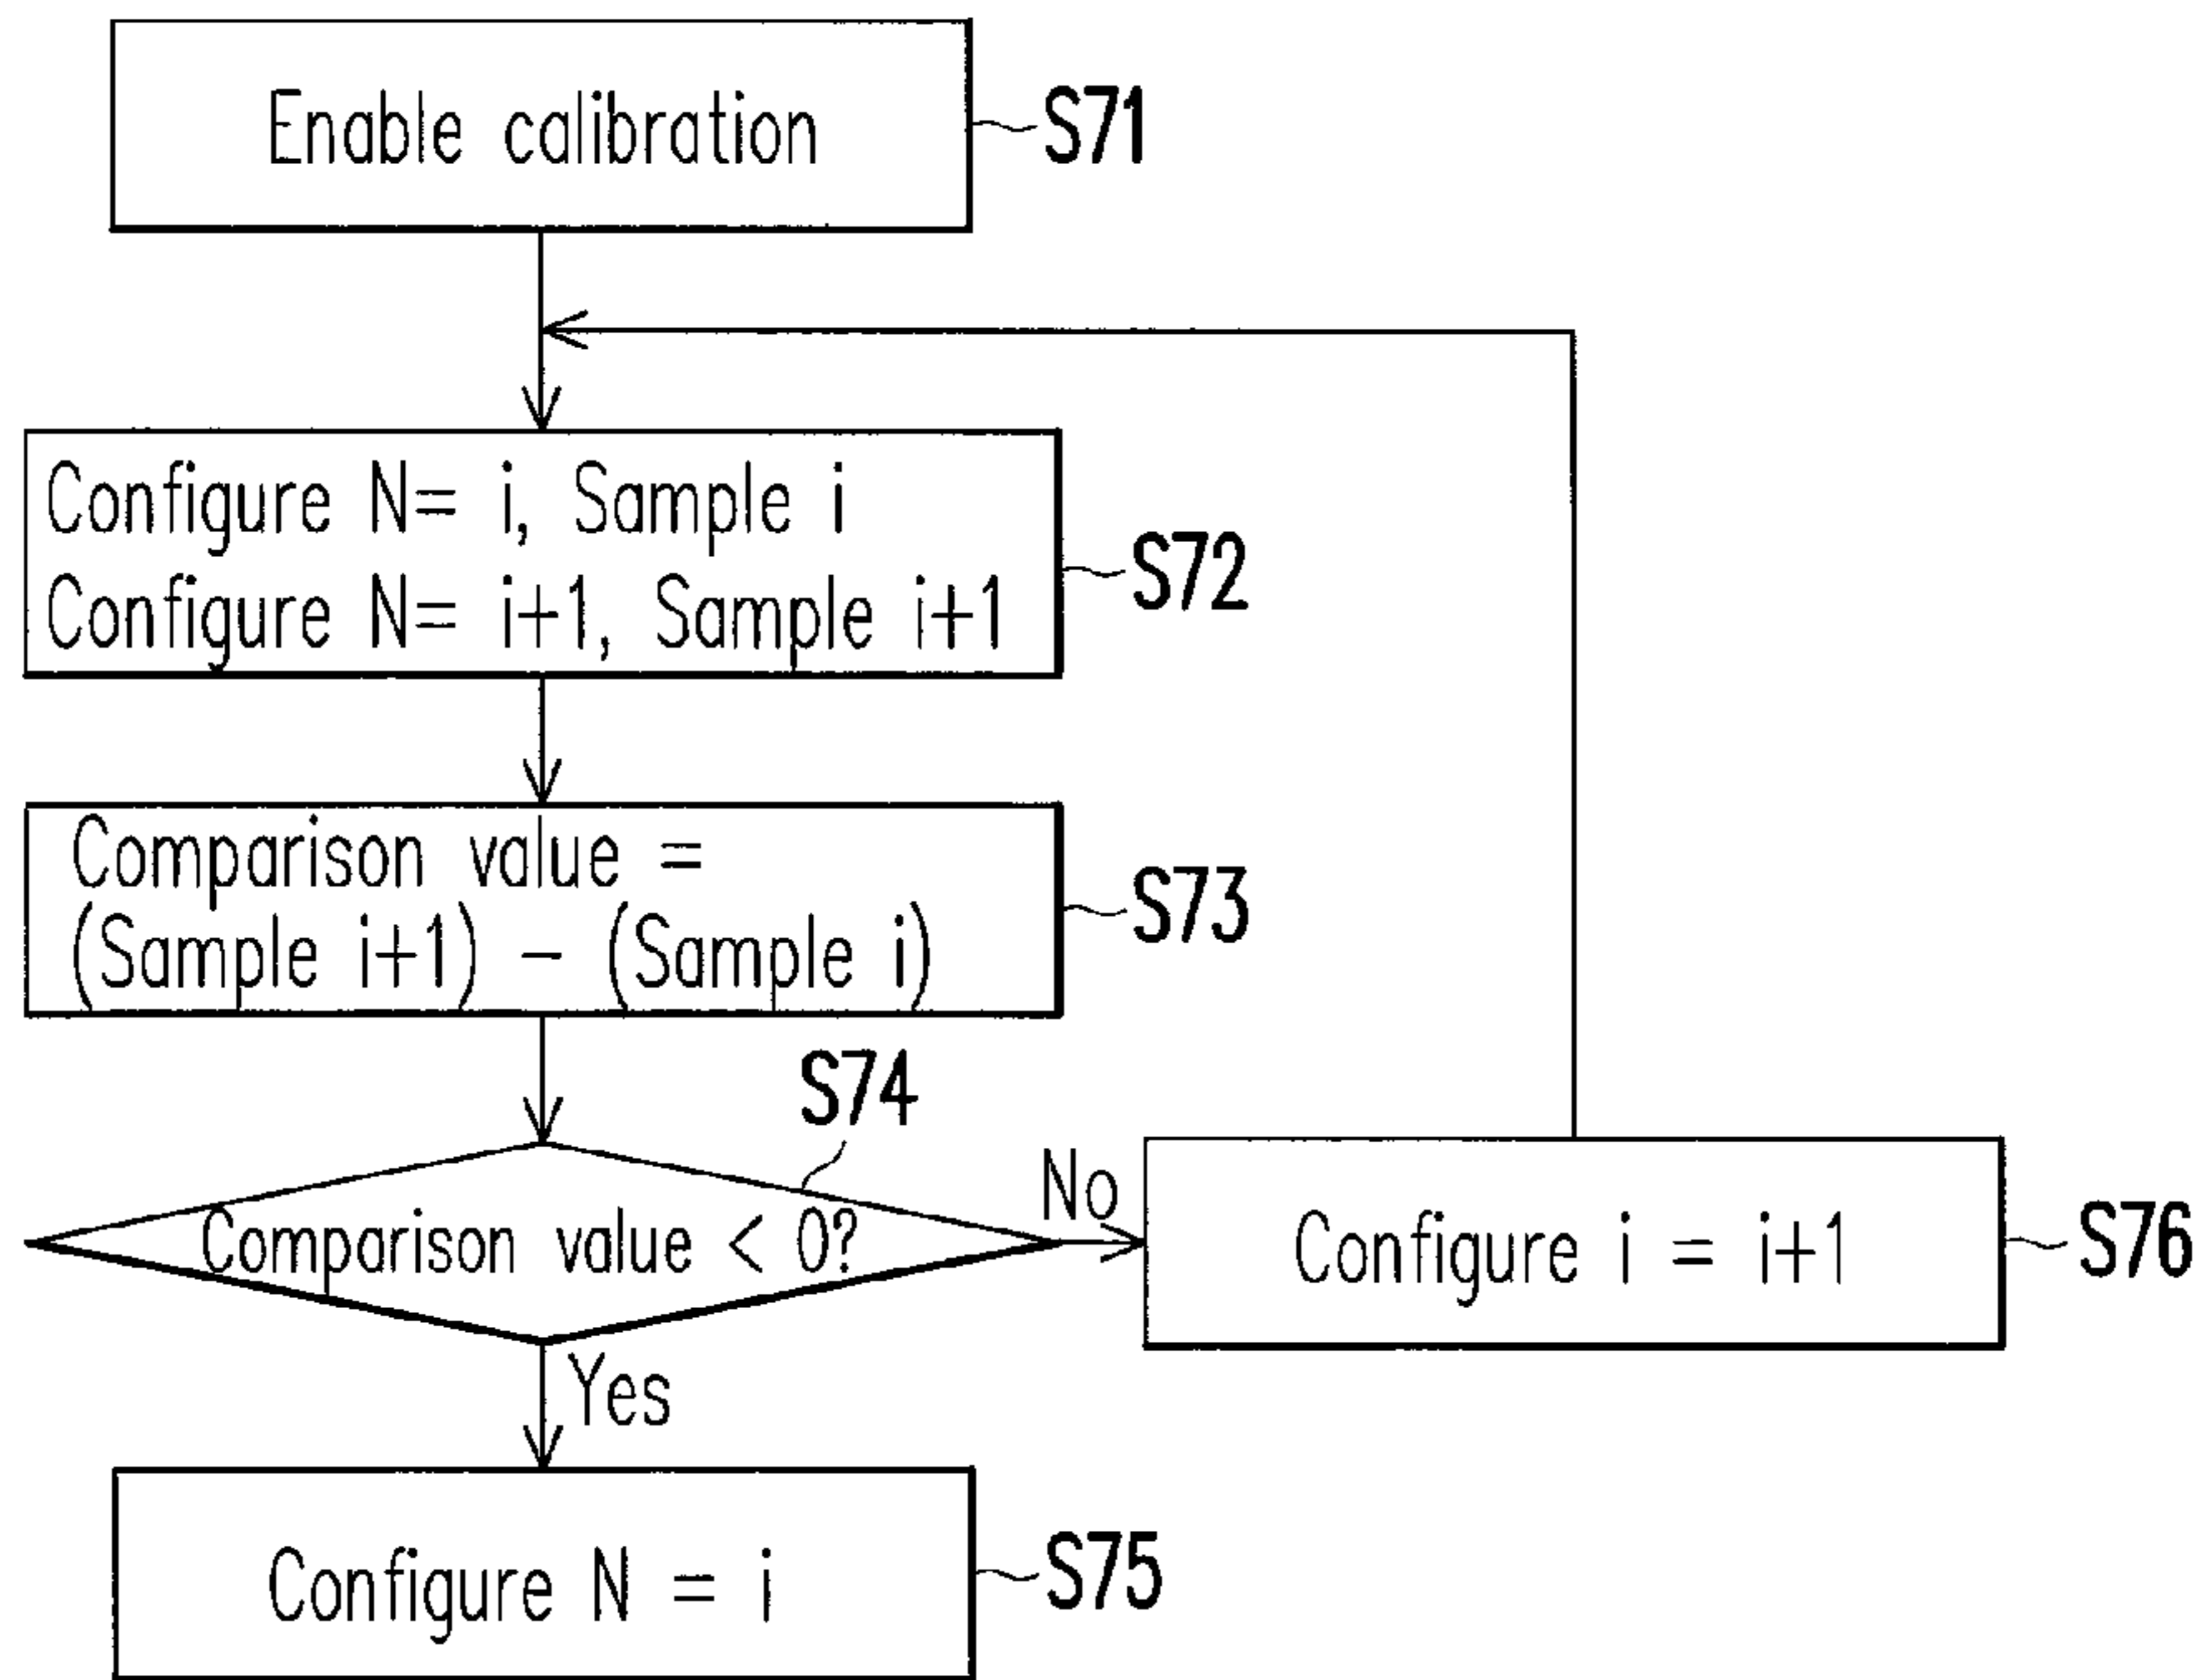 Enable calibration
S71
Configure N= i, Sample i
Configure N= i+1, Sample i+1
S72
Comparison value =
(Sample i+1) - (Sample i)
S73
S74
Comparison value < 0?
No
Configure i = i+1
S76
Yes
Configure N = i
S75